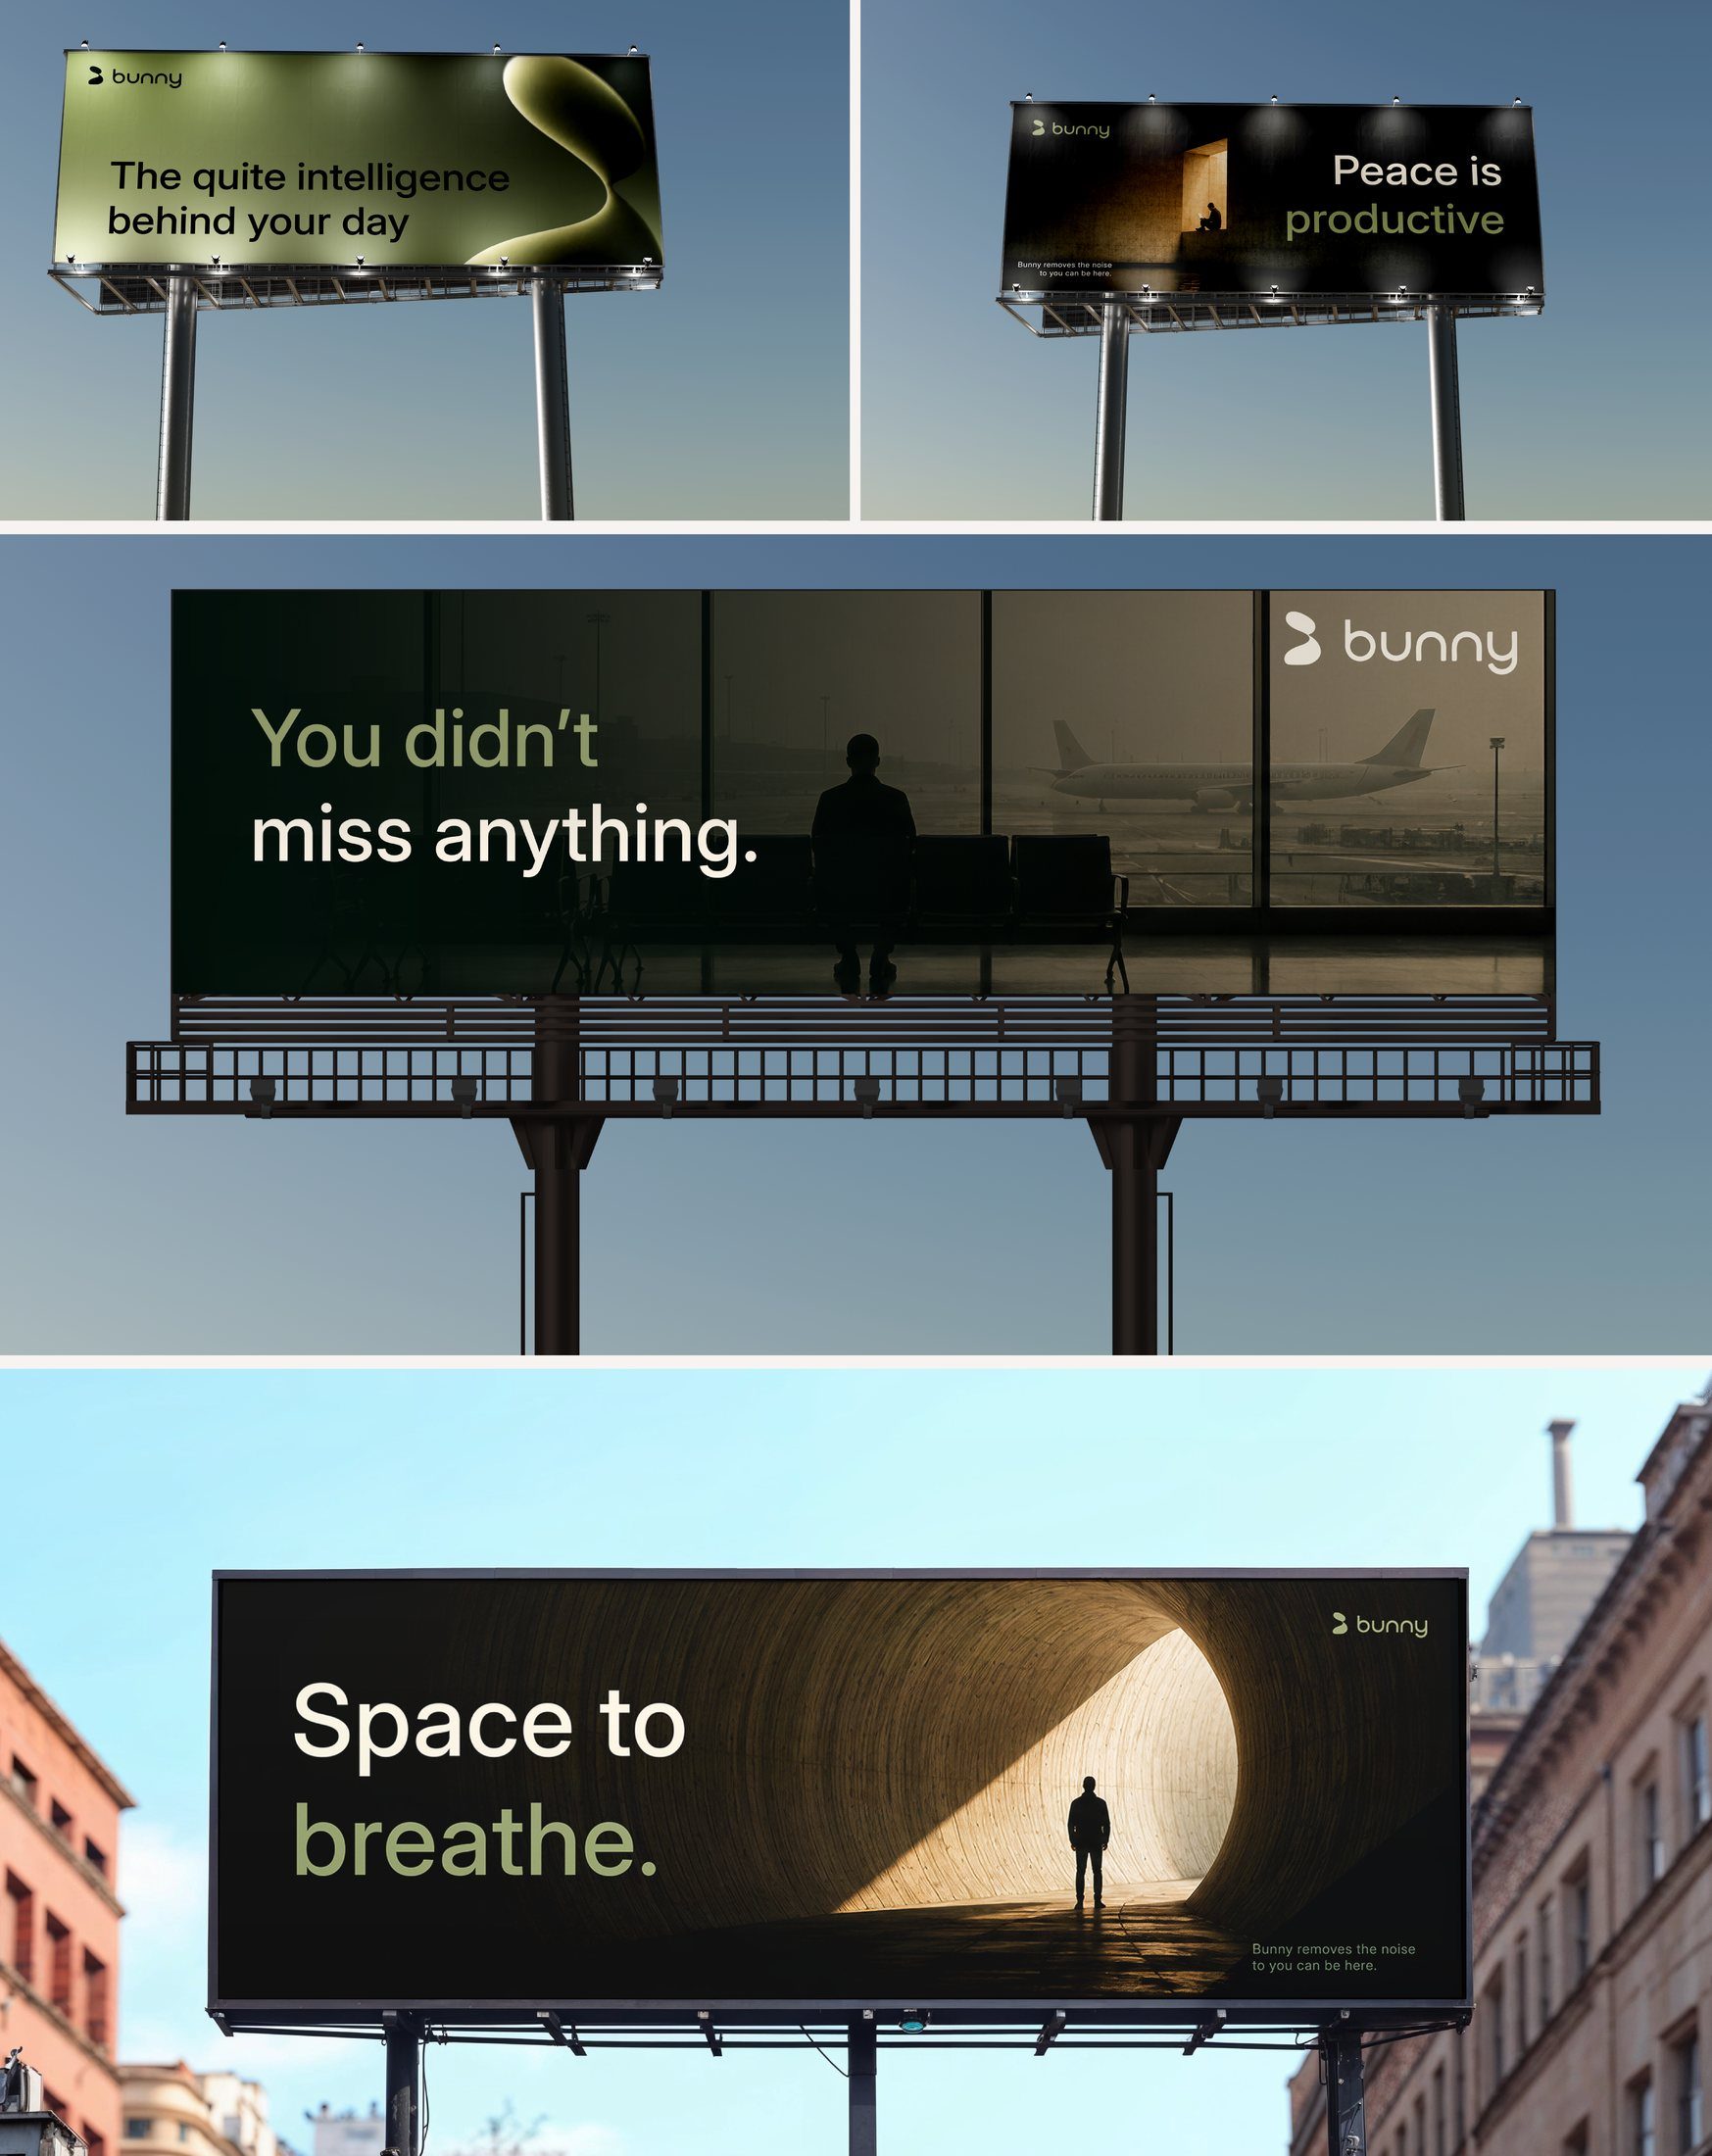 bunny
The quite intelligence
behind your day
bunny
Peace is
productive
Bunny removes the noise
to you can be here.
bunny
You didn't
miss anything.
bunny
Space to
breathe.
Bunny removes the noise
to you can be here.